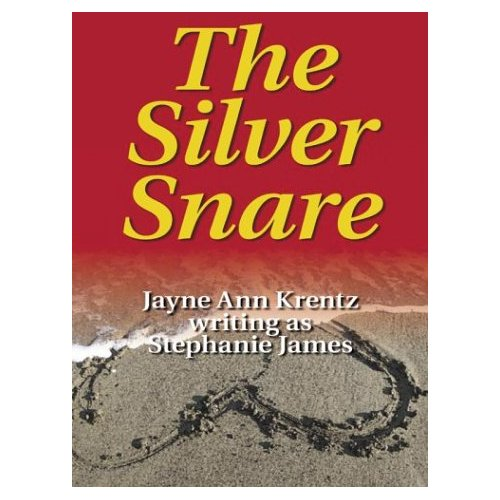 The
Silver
Snare
Jayne Ann Krentz
writing as
Stephanie James